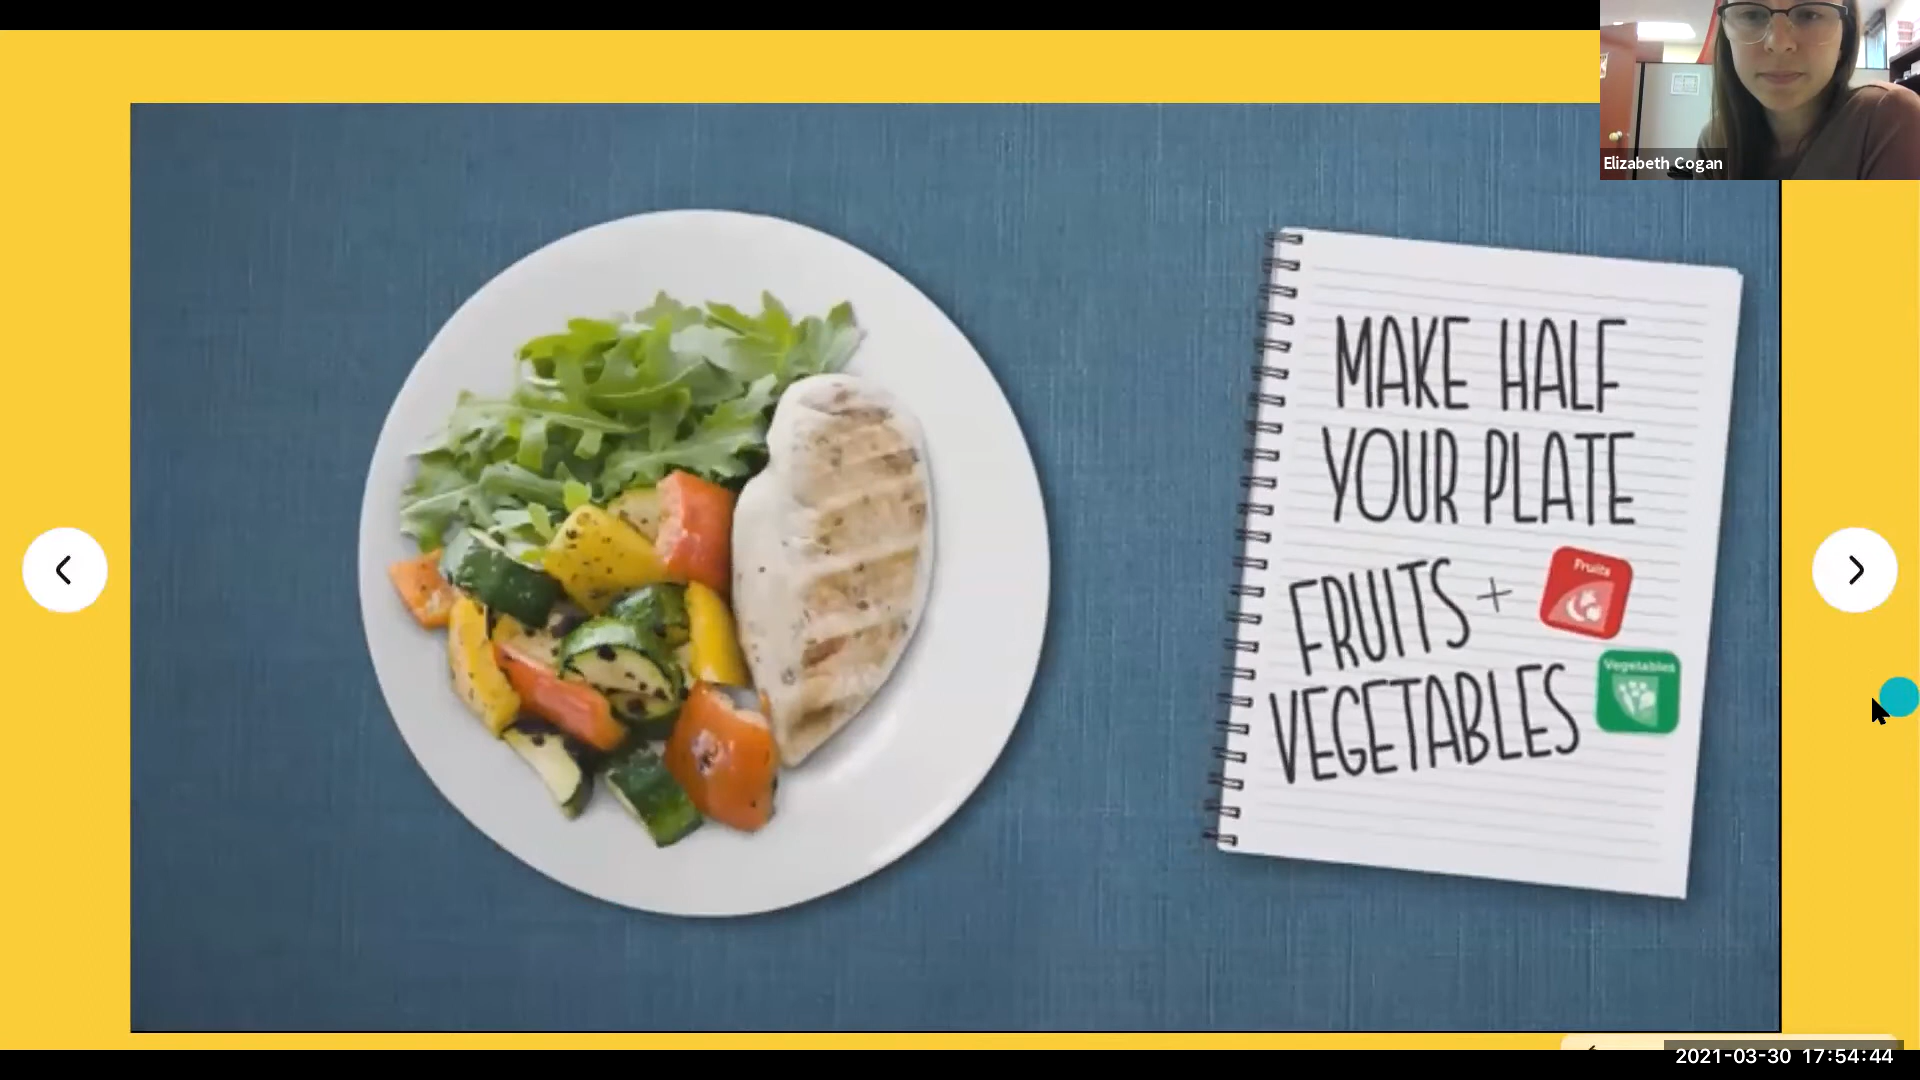 Elizabeth Cogan
MAKE HALF
YOUR PLATE
FRUITS +
Fruits
VEGETABLES
Vegetables
2021-03-30 17:54:44